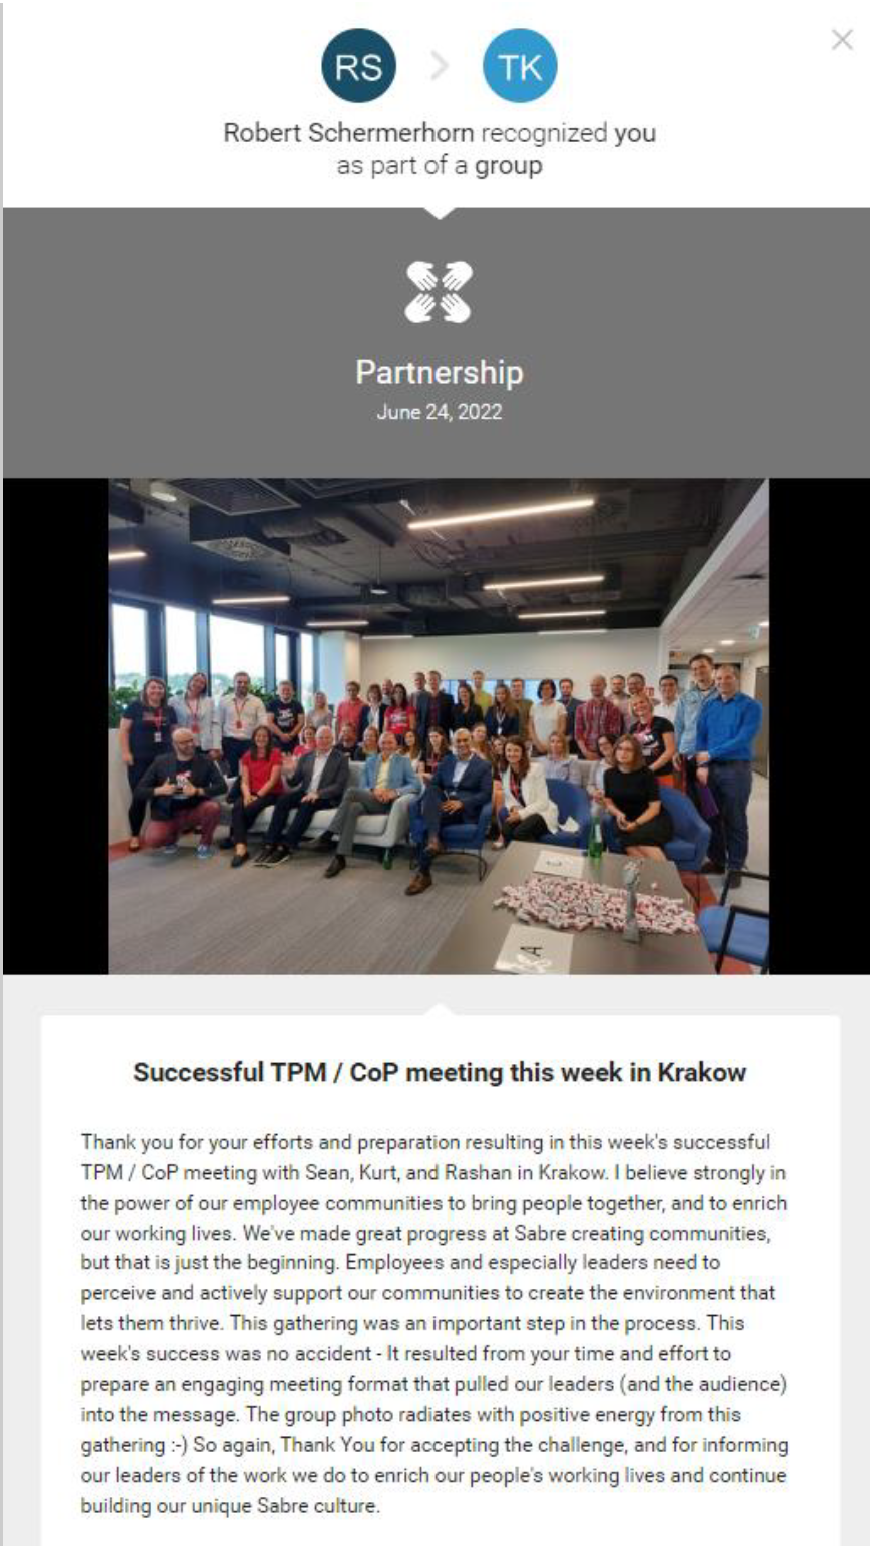 RS
TK
Robert Schermerhorn recognized you
as part of a group
Partnership
June 24, 2022
A
Successful TPM / CoP meeting this week in Krakow
Thank you for your efforts and preparation resulting in this week's successful
TPM / CoP meeting with Sean, Kurt, and Rashan in Krakow. I believe strongly in
the power of our employee communities to bring people together, and to enrich
our working lives. We've made great progress at Sabre creating communities,
but that is just the beginning. Employees and especially leaders need to
perceive and actively support our communities to create the environment that
lets them thrive. This gathering was an important step in the process. This
week's success was no accident - It resulted from your time and effort to
prepare an engaging meeting format that pulled our leaders (and the audience)
into the message. The group photo radiates with positive energy from this
gathering :-) So again, Thank You for accepting the challenge, and for informing
our leaders of the work we do to enrich our people's working lives and continue
building our unique Sabre culture.